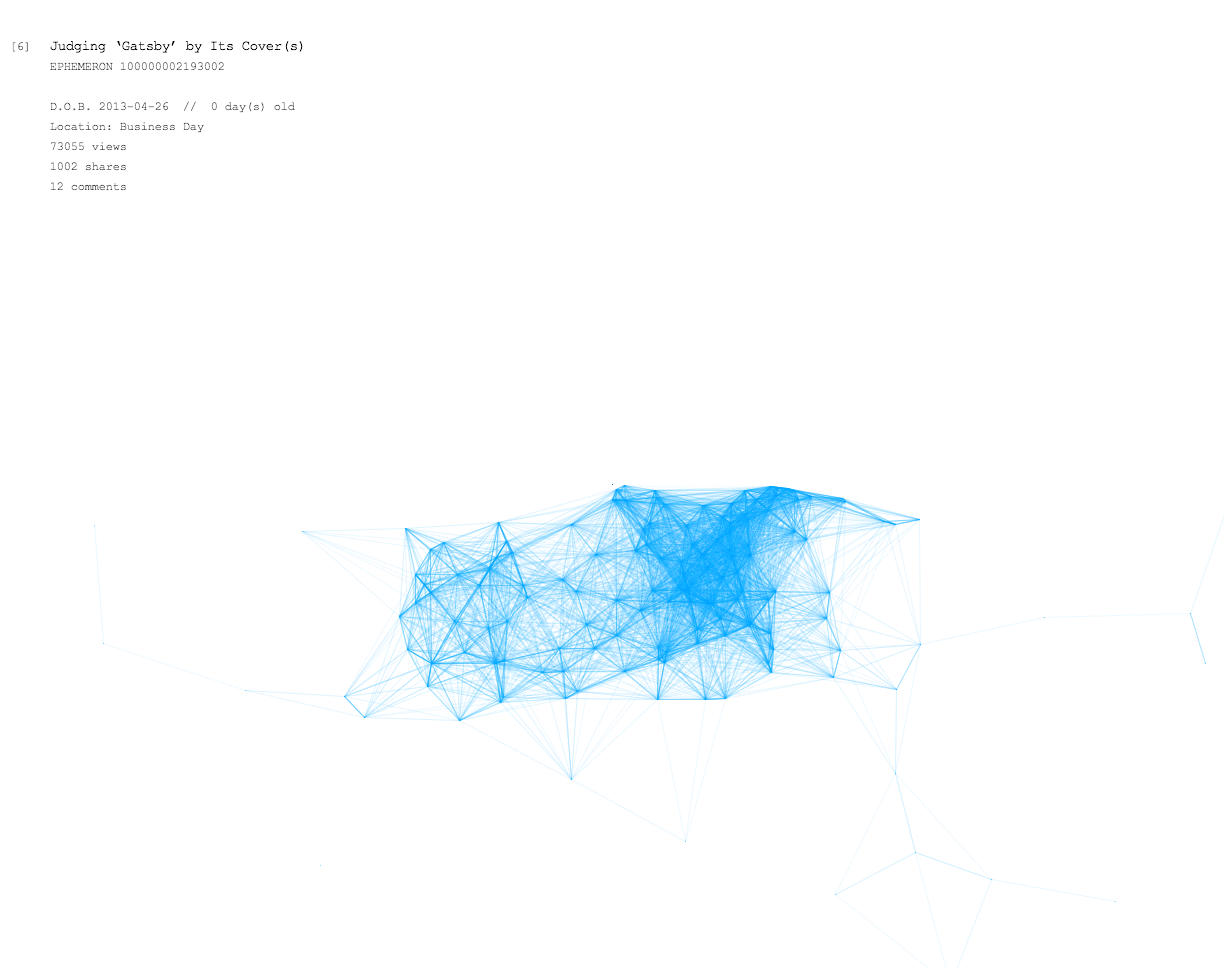 [6] Judging ‘Gatsby’ by Its Cover(s)
EPHEMERON 100000002193002
D.O.B. 2013-04-26 // 0 day(s) old
Location: Business Day
73055 views
1002 shares
12 comments